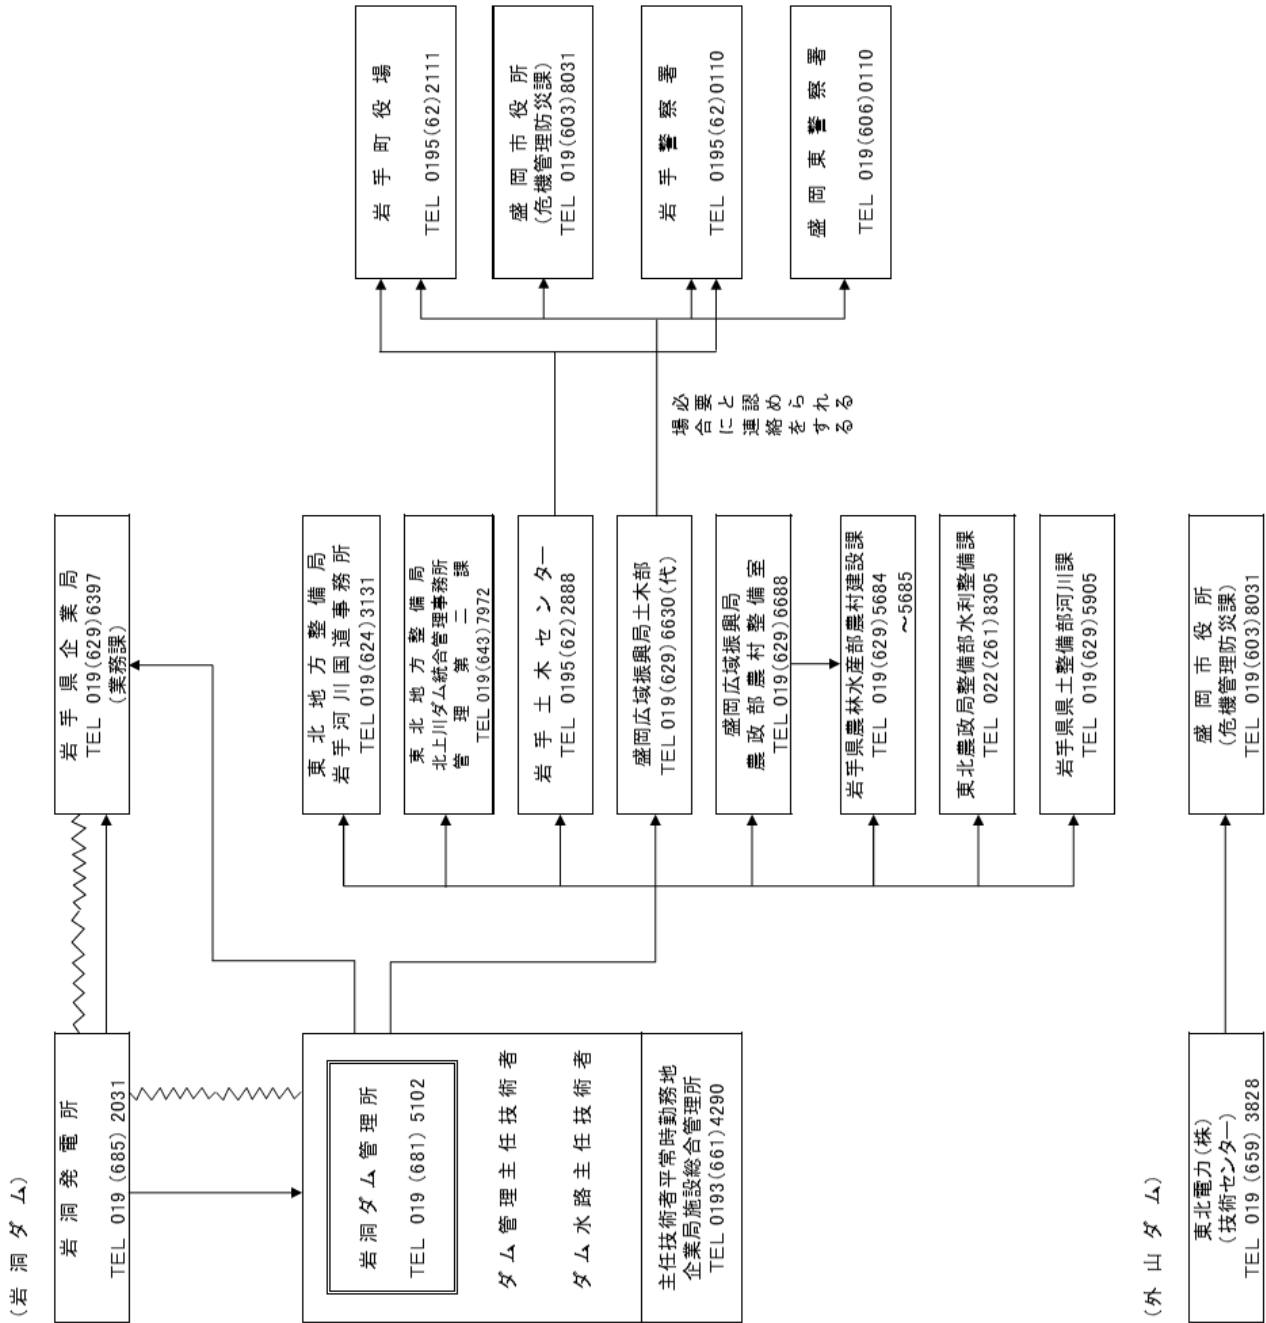 (岩洞ダム)
岩洞発電所
TEL 019 (685) 2031
岩洞ダム管理所
TEL 019 (681) 5102
ダム管理主任技術者
ダム水路主任技術者
主任技術者平常時勤務地
企業局施設総合管理所
TEL 0193(661)4290
岩手県企業局
TEL 019(629)6397
(業務課)
東北地方整備局
岩手河川国道事務所
TEL 019(624)3131
東北地方整備局
北上川ダム統合管理事務所
管理第二課
TEL 019(643)7972
岩手土木センター
TEL 0195(62)2888
盛岡広域振興局土木部
TEL 019(629)6630(代)
盛岡広域振興局
農政部農村整備室
TEL 019(629)6688
岩手県農林水産部農村建設課
TEL 019(629)5684
~5685
東北農政局整備部水利整備課
TEL 022(261)8305
岩手県県土整備部河川課
TEL 019(629)5905
必要と認められる
場合に連絡をする
岩手町役場
TEL 0195(62)2111
盛岡市役所
(危機管理防災課)
TEL 019(603)8031
岩手警察署
TEL 0195(62)0110
盛岡東警察署
TEL 019(606)0110
(外山ダム)
東北電力(株)
(技術センター)
TEL 019 (659) 3828
盛岡市役所
(危機管理防災課)
TEL 019(603)8031